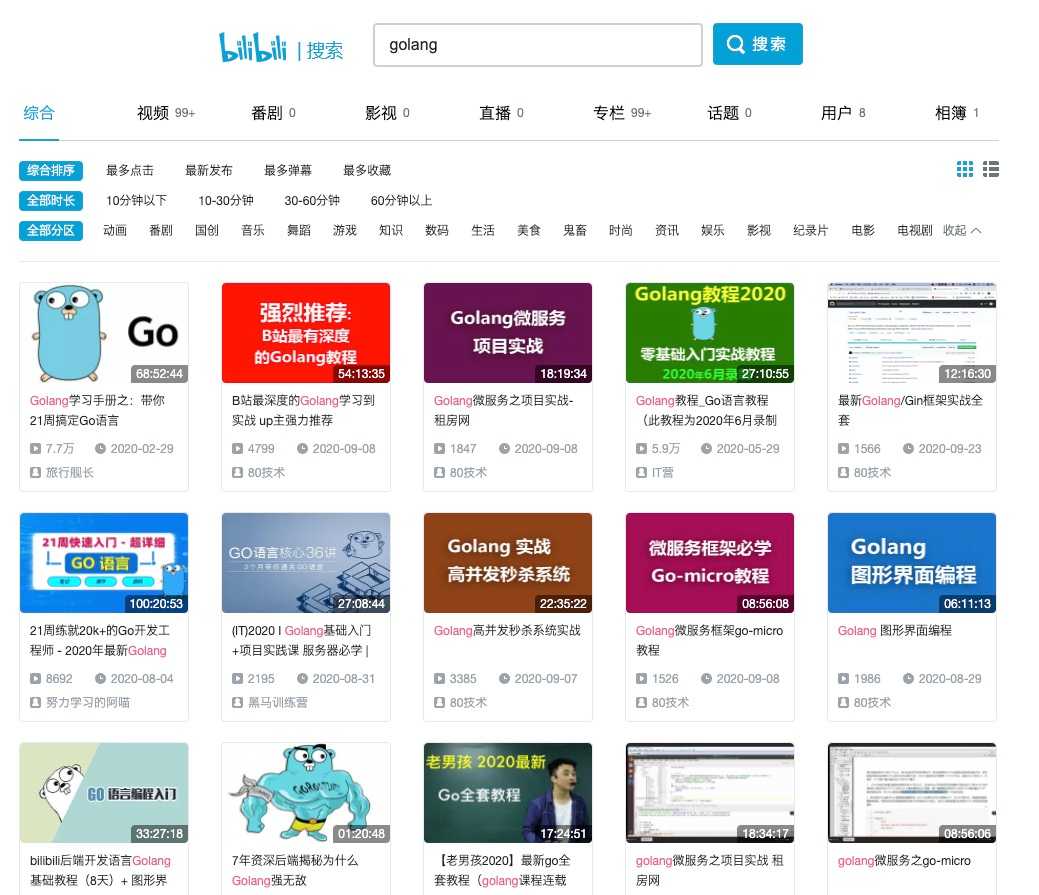 bilibili | 搜索
golang
搜索
综合 视频 99+ 番剧 0 影视 0 直播 0 专栏 99+ 话题 0 用户 8 相簿 1
综合排序 最多点击 最新发布 最多弹幕 最多收藏
全部时长 10分钟以下 10-30分钟 30-60分钟 60分钟以上
全部分区 动画 番剧 国创 音乐 舞蹈 游戏 知识 数码 生活 美食 鬼畜 时尚 资讯 娱乐 影视 纪录片 电影 电视剧 收起
Go
68:52:44
Golang学习手册之：带你
21周搞定Go语言
7.7万 2020-02-29
旅行舰长
强烈推荐:
B站最有深度
的Golang教程
54:13:35
B站最深度的Golang学习到
实战 up主强力推荐
4799 2020-09-08
80技术
Golang微服务
项目实战
18:19:34
Golang微服务之项目实战-
租房网
1847 2020-09-08
80技术
Golang教程2020
零基础入门实战教程
2020年6月录
27:10:55
Golang教程_Go语言教程
（此教程为2020年6月录制
5.9万 2020-05-29
IT营
12:16:30
最新Golang/Gin框架实战全
套
1566 2020-09-23
80技术
21周快速入门 - 超详细
GO 语言
100:20:53
21周练就20k+的Go开发工
程师 - 2020年最新Golang
8692 2020-08-04
努力学习的阿喵
GO语言核心36讲
3个月带你通关GO语言
27:08:44
(IT)2020 I Golang基础入门
+项目实践课 服务器必学 |
2195 2020-08-31
黑马训练营
Golang 实战
高并发秒杀系统
22:35:22
Golang高并发秒杀系统实战
3385 2020-09-07
80技术
微服务框架必学
Go-micro教程
08:56:08
Golang微服务框架go-micro
教程
1526 2020-09-08
80技术
Golang
图形界面编程
06:11:13
Golang 图形界面编程
1986 2020-08-29
80技术
GO 语言编程入门
33:27:18
bilibili后端开发语言Golang
基础教程（8天）+ 图形界
GOROUTINE
01:20:48
7年资深后端揭秘为什么
Golang强无敌
老男孩 2020最新
Go全套教程
17:24:51
【老男孩2020】最新go全
套教程（golang课程连载
18:34:17
golang微服务之项目实战 租
房网
08:56:06
golang微服务之go-micro